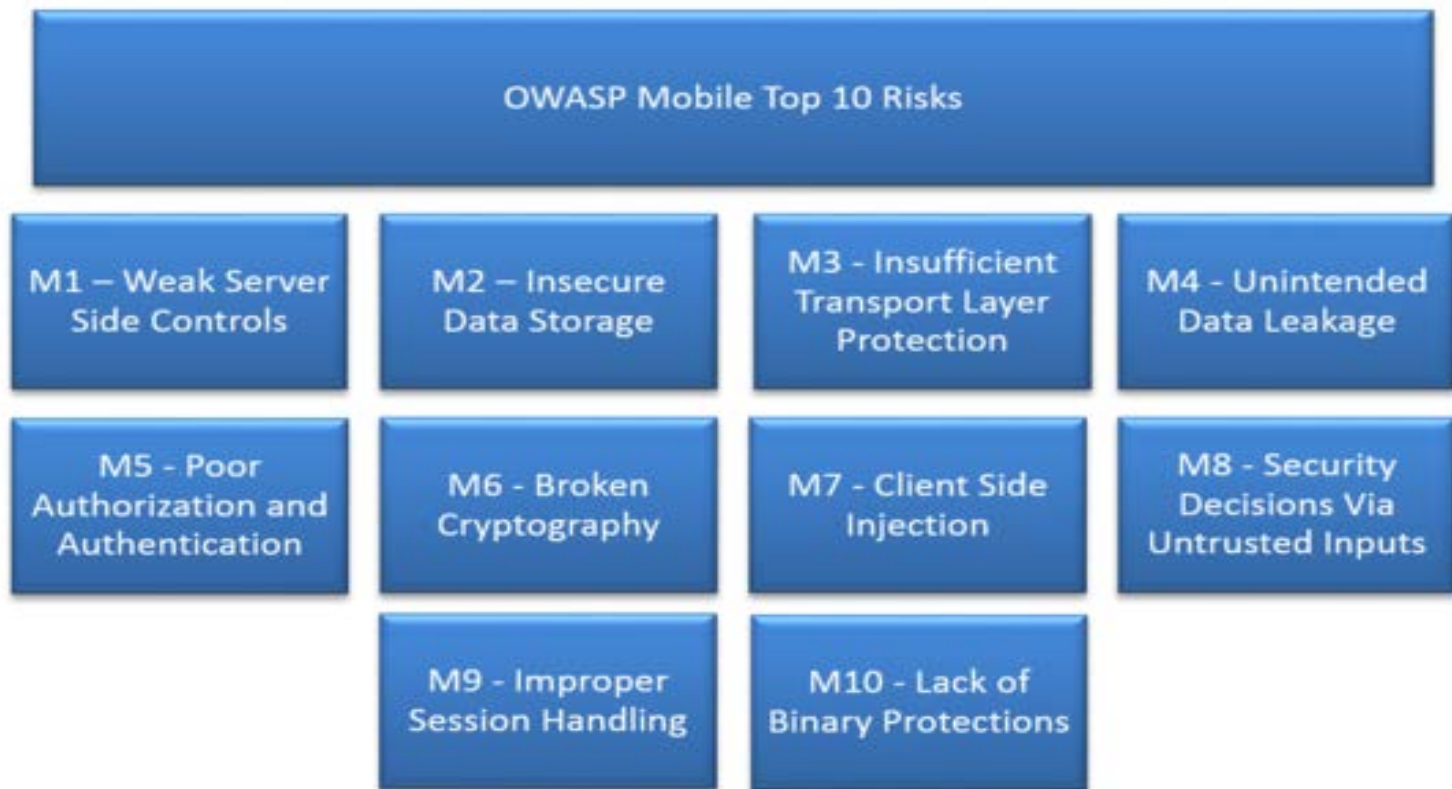 OWASP Mobile Top 10 Risks
M1 – Weak Server
Side Controls
M2 – Insecure
Data Storage
M3 - Insufficient
Transport Layer
Protection
M4 - Unintended
Data Leakage
M5 - Poor
Authorization and
Authentication
M6 - Broken
Cryptography
M7 - Client Side
Injection
M8 - Security
Decisions Via
Untrusted Inputs
M9 - Improper
Session Handling
M10 - Lack of
Binary Protections